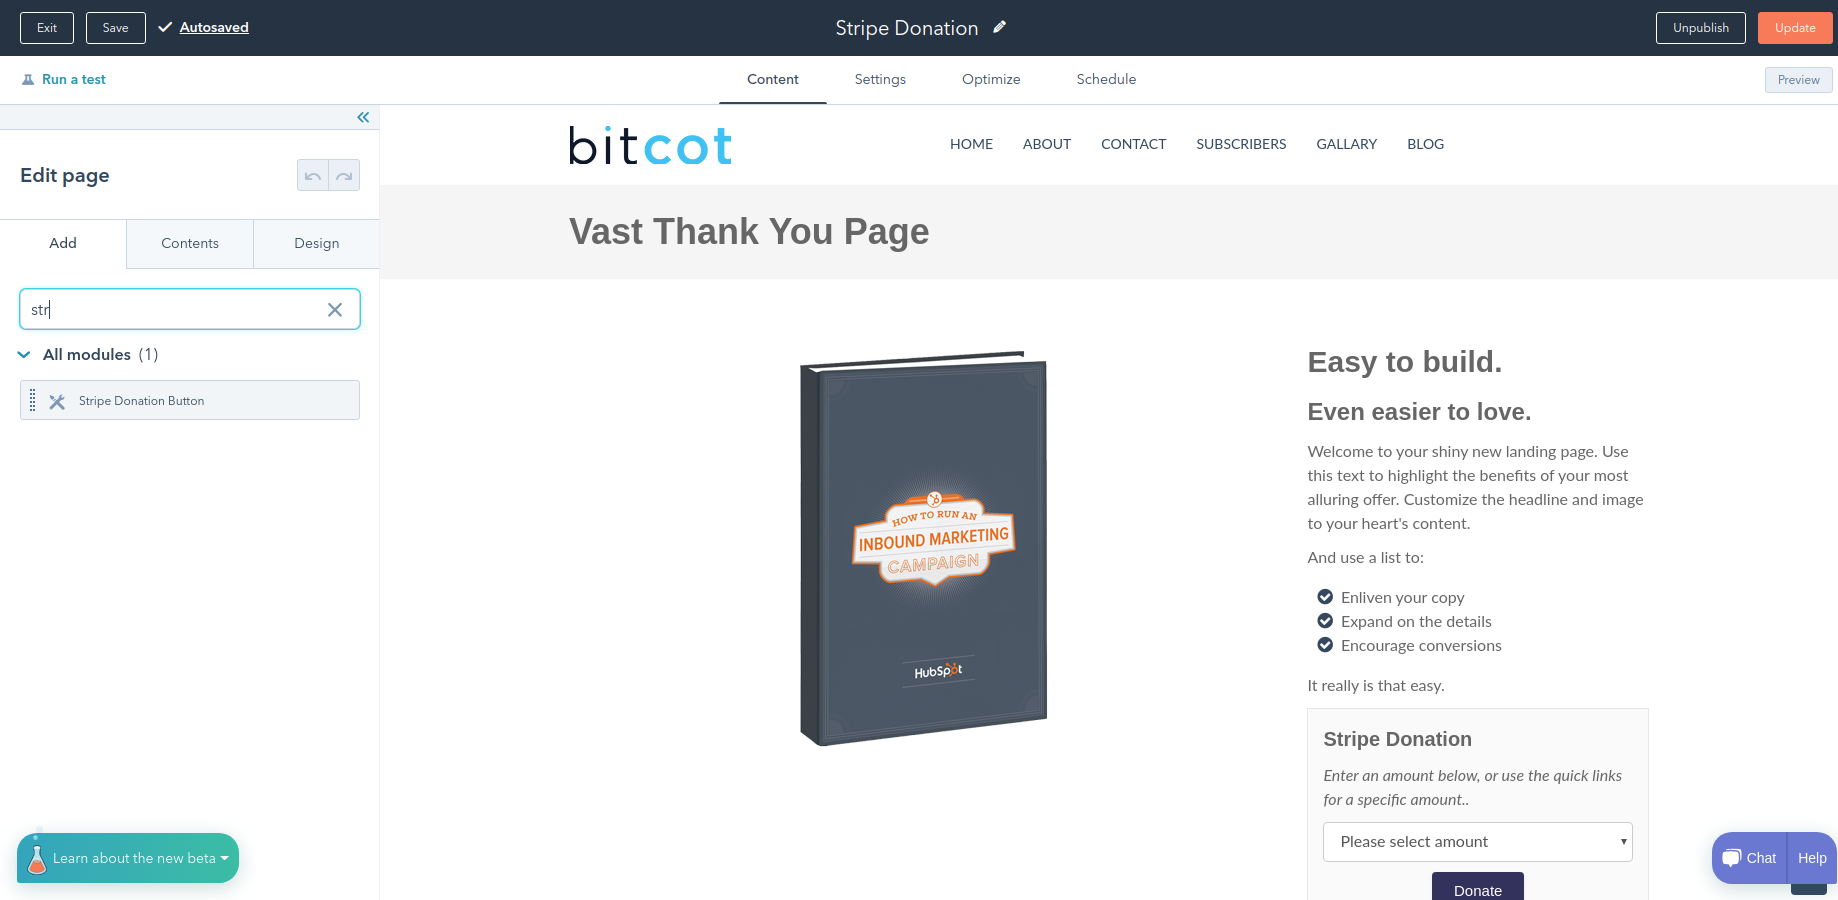 Exit
Save
Autosaved
Stripe Donation
Unpublish
Update
Run a test
Content
Settings
Optimize
Schedule
Preview
Edit page
Add
Contents
Design
str
All modules (1)
Stripe Donation Button
Learn about the new beta
bitcot
HOME
ABOUT
CONTACT
SUBSCRIBERS
GALLARY
BLOG
Vast Thank You Page
HOW TO RUN AN
INBOUND MARKETING
CAMPAIGN
HubSpot
Easy to build.
Even easier to love.
Welcome to your shiny new landing page. Use
this text to highlight the benefits of your most
alluring offer. Customize the headline and image
to your heart's content.
And use a list to:
Enliven your copy
Expand on the details
Encourage conversions
It really is that easy.
Stripe Donation
Enter an amount below, or use the quick links
for a specific amount..
Please select amount
Donate
Chat
Help